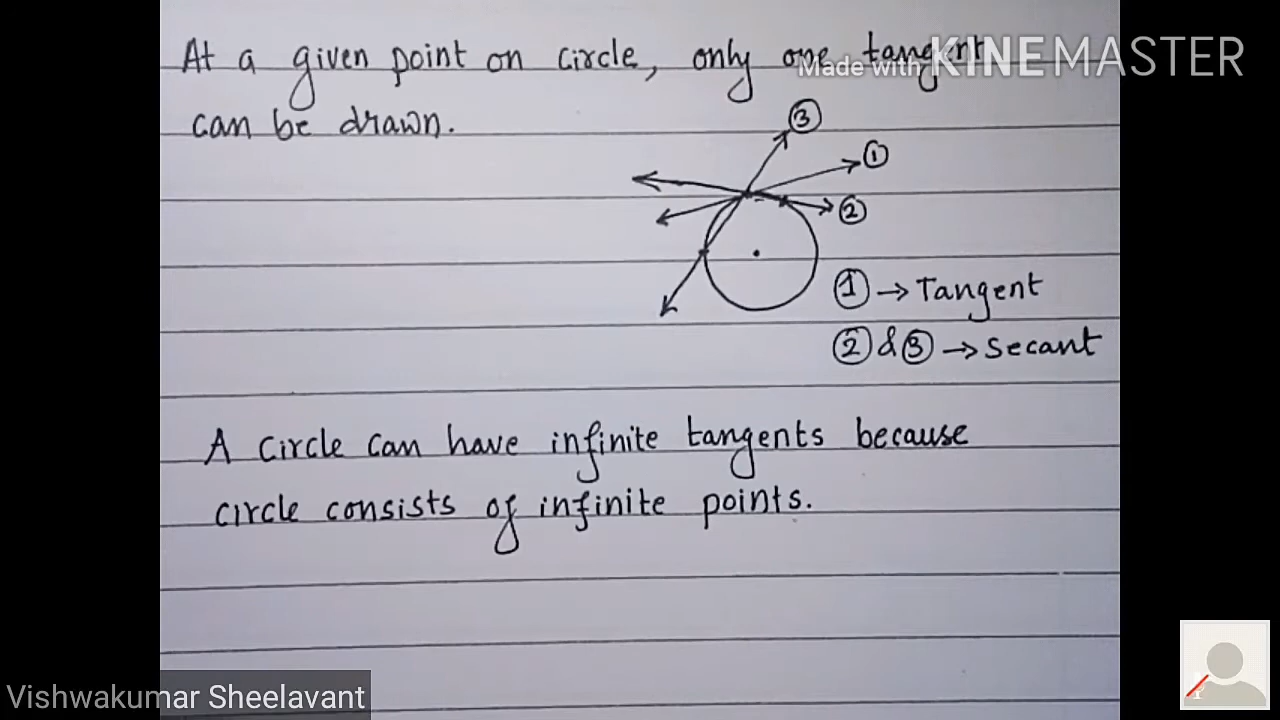 At a given point on circle, only one tangent
Made with KINEMASTER
can be drawn.
③
①
②
① → Tangent
② & ③ → Secant
A circle can have infinite tangents because
circle consists of infinite points.
Vishwakumar Sheelavant